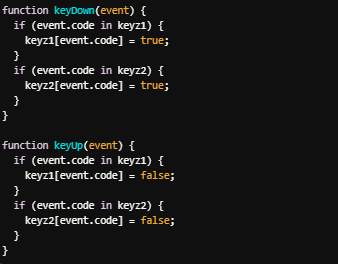 function keyDown(event) {
  if (event.code in keyz1) {
    keyz1[event.code] = true;
  }
  if (event.code in keyz2) {
    keyz2[event.code] = true;
  }
}

function keyUp(event) {
  if (event.code in keyz1) {
    keyz1[event.code] = false;
  }
  if (event.code in keyz2) {
    keyz2[event.code] = false;
  }
}